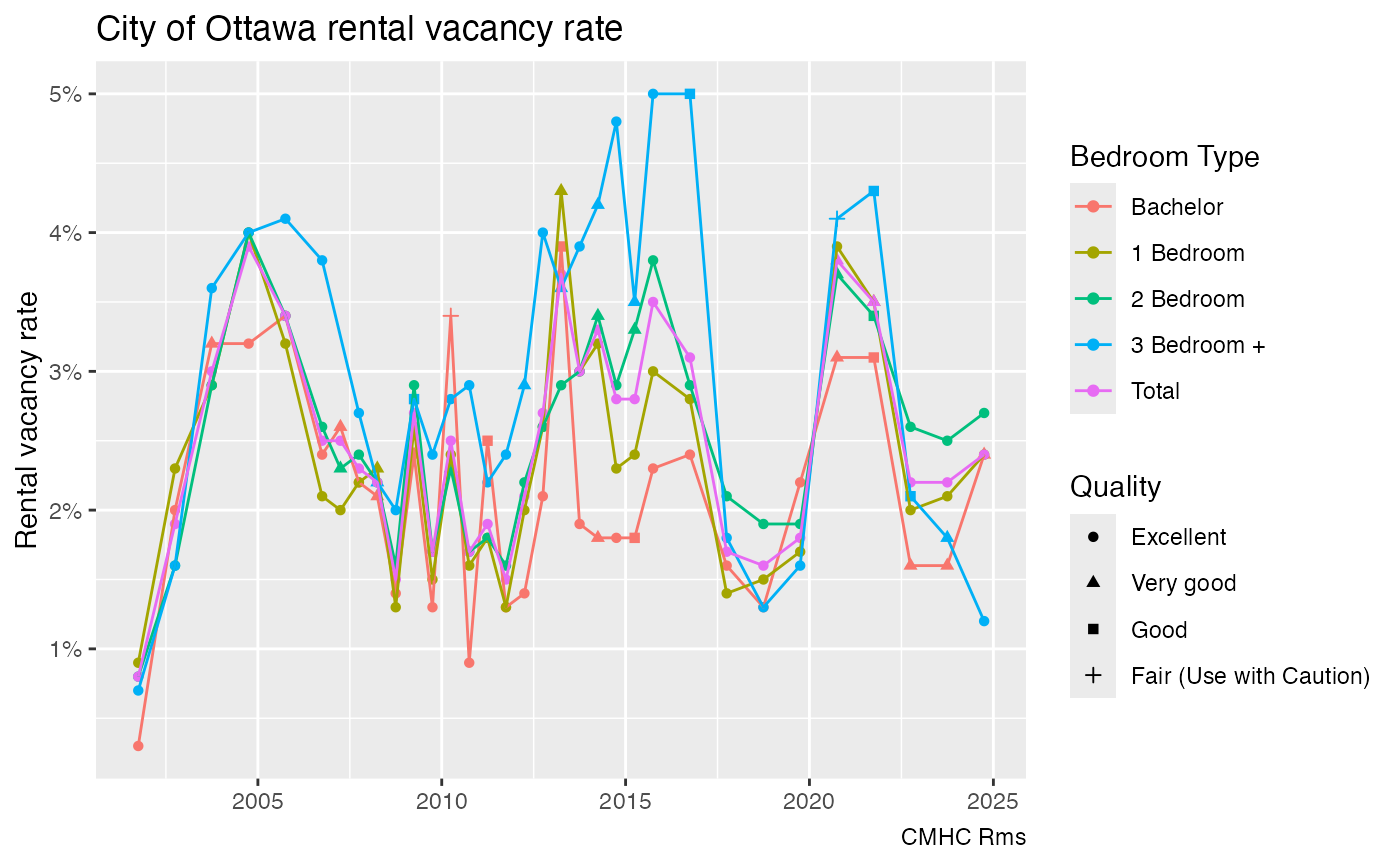 City of Ottawa rental vacancy rate
Rental vacancy rate
5%
4%
3%
2%
1%
2005
2010
2015
2020
2025
CMHC Rms
Bedroom Type
Bachelor
1 Bedroom
2 Bedroom
3 Bedroom +
Total
Quality
Excellent
Very good
Good
Fair (Use with Caution)